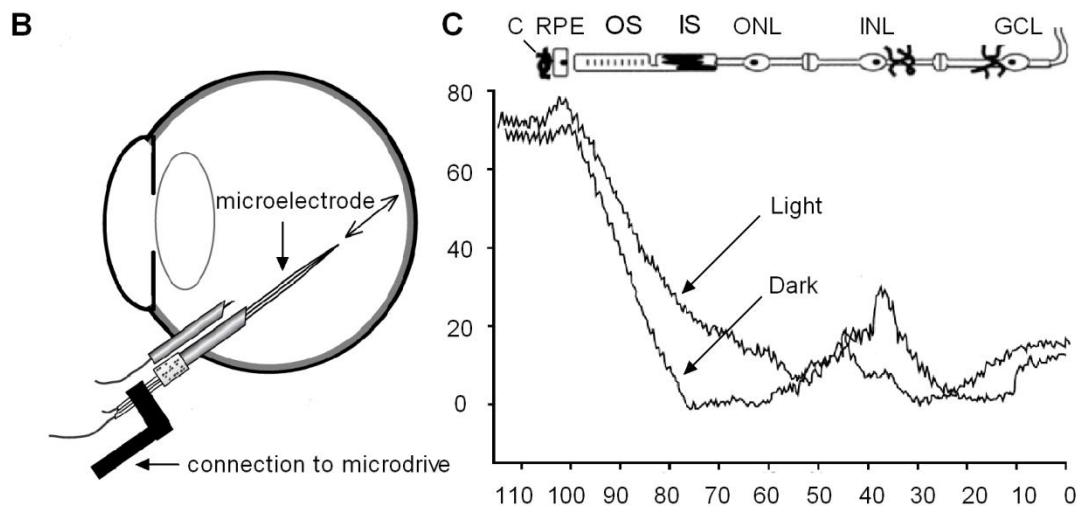 B
microelectrode
connection to microdrive
C
C RPE OS IS ONL INL GCL
80
60
40
20
0
Light
Dark
110 100 90 80 70 60 50 40 30 20 10 0